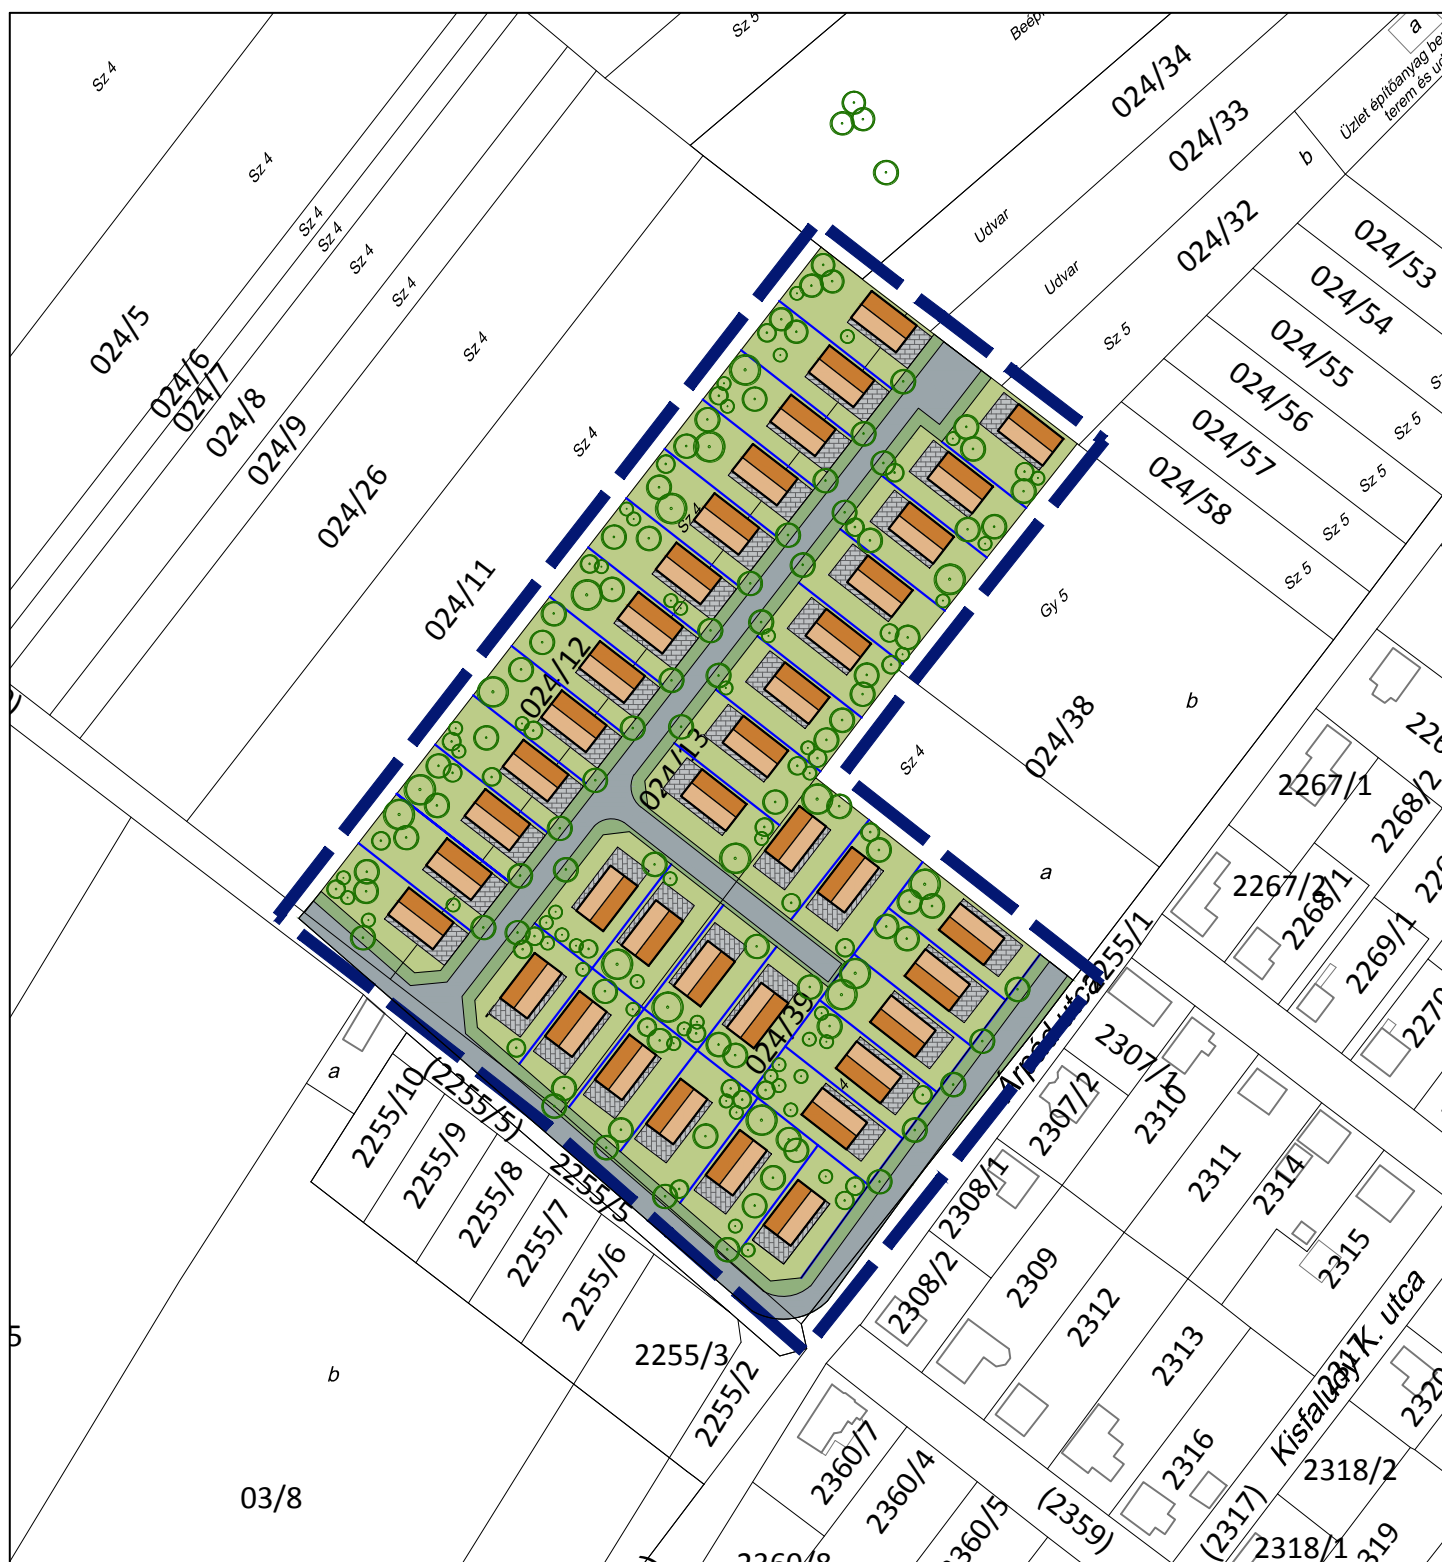 Sz 5
a
024/34
Üzlet építőanyag
terem és
Sz 4
024/33
b
Sz 4
024/32
Udvar
024/53
Sz 4
Sz 4
Sz 4
Sz 4
Udvar
024/54
024/5
Sz 4
Sz 5
024/55
024/6
024/7
024/8
024/9
024/56
Sz 5
024/57
Sz 4
024/58
Sz 5
024/26
Sz 4
Sz 5
Sz 5
024/11
Gy 5
024/12
b
024/38
024/13
Sz 4
2267/1
2268/2
a
2267/2
2268/1
2255/1
2269/1
Árpád utca
024/39
2307/1
a
4
2255/10
(2255/5)
2307/2
2310
2255/9
2255/5
2311
2255/8
2308/1
2314
2255/7
2255/6
2308/2
2309
2315
2312
2255/3
2313
2317
Kisfaludy K. utca
b
2255/2
2320
2360/7
2316
2318/2
2360/4
03/8
2360/5
(2359)
(2317)
2318/1